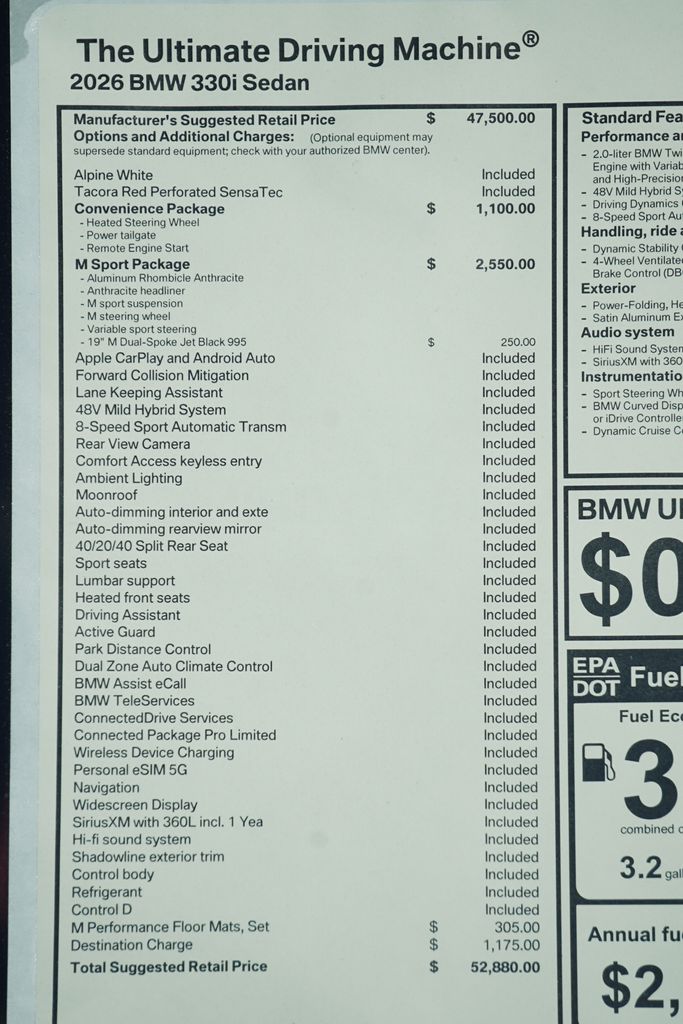 The Ultimate Driving Machine®
2026 BMW 330i Sedan
Manufacturer's Suggested Retail Price $ 47,500.00
Options and Additional Charges: (Optional equipment may
supersede standard equipment; check with your authorized BMW center).
Alpine White Included
Tacora Red Perforated SensaTec Included
Convenience Package $ 1,100.00
- Heated Steering Wheel
- Power tailgate
- Remote Engine Start
M Sport Package $ 2,550.00
- Aluminum Rhombicle Anthracite
- Anthracite headliner
- M sport suspension
- M steering wheel
- Variable sport steering
- 19" M Dual-Spoke Jet Black 995 $ 250.00
Apple CarPlay and Android Auto Included
Forward Collision Mitigation Included
Lane Keeping Assistant Included
48V Mild Hybrid System Included
8-Speed Sport Automatic Transm Included
Rear View Camera Included
Comfort Access keyless entry Included
Ambient Lighting Included
Moonroof Included
Auto-dimming interior and exte Included
Auto-dimming rearview mirror Included
40/20/40 Split Rear Seat Included
Sport seats Included
Lumbar support Included
Heated front seats Included
Driving Assistant Included
Active Guard Included
Park Distance Control Included
Dual Zone Auto Climate Control Included
BMW Assist eCall Included
BMW TeleServices Included
ConnectedDrive Services Included
Connected Package Pro Limited Included
Wireless Device Charging Included
Personal eSIM 5G Included
Navigation Included
Widescreen Display Included
SiriusXM with 360L incl. 1 Yea Included
Hi-fi sound system Included
Shadowline exterior trim Included
Control body Included
Refrigerant Included
Control D Included
M Performance Floor Mats, Set $ 305.00
Destination Charge $ 1,175.00
Total Suggested Retail Price $ 52,880.00
Standard Fea
Performance a
- 2.0-liter BMW Twi
Engine with Variab
and High-Precision
- 48V Mild Hybrid S
- Driving Dynamics
- 8-Speed Sport Au
Handling, ride
- Dynamic Stability
- 4-Wheel Ventilate
Brake Control (DB
Exterior
- Power-Folding, He
- Satin Aluminum E
Audio system
- HiFi Sound System
- SiriusXM with 360
Instrumentatio
- Sport Steering Wh
- BMW Curved Disp
or iDrive Controlle
- Dynamic Cruise C
BMW Ul
$0
EPA
DOT Fuel
Fuel Eco
3
combined
3.2 gall
Annual fu
$2,